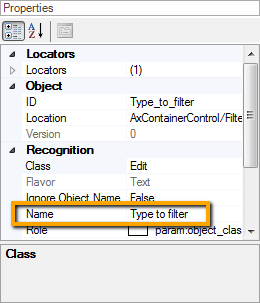 Properties
Locators
Locators (1)
Object
ID Type_to_filter
Location AxContainerControl/Filte
Version 0
Recognition
Class Edit
Flavor Text
Ignore Object Name False
Name Type to filter
Role param:object_clas
Class